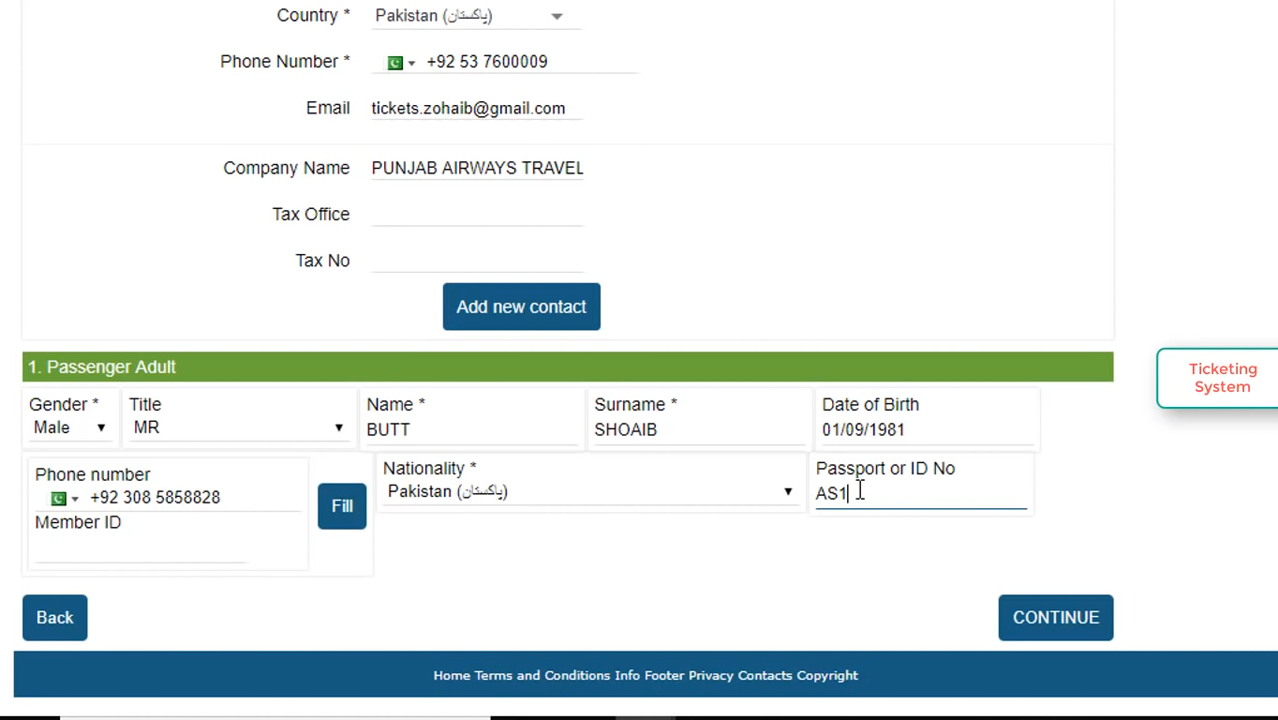 Country *
Pakistan (‫پاکستان‬‎)
Phone Number *
+92 53 7600009
Email
tickets.zohaib@gmail.com
Company Name
PUNJAB AIRWAYS TRAVEL
Tax Office
Tax No
Add new contact
1. Passenger Adult
Gender *
Male
Title
MR
Name *
BUTT
Surname *
SHOAIB
Date of Birth
01/09/1981
Ticketing
System
Phone number
+92 308 5858828
Member ID
Fill
Nationality *
Pakistan (‫پاکستان‬‎)
Passport or ID No
AS1
Back
CONTINUE
Home Terms and Conditions Info Footer Privacy Contacts Copyright